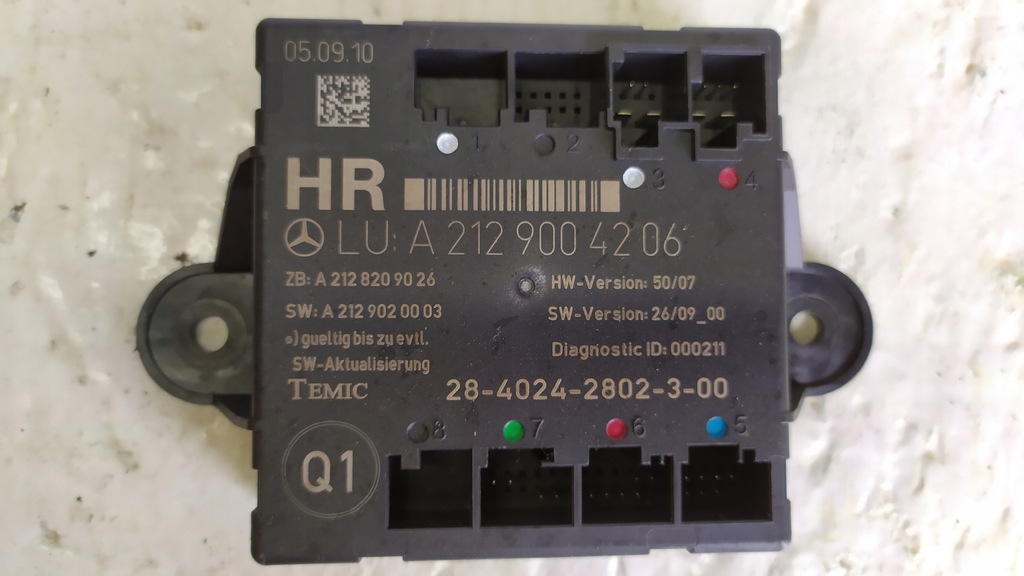 05.09.10
1 2
3 4
HR
LU: A 212 900 42 06
ZB: A 212 820 90 26
HW-Version: 50/07
SW: A 212 902 00 03
SW-Version: 26/09_00
*) gueltig bis zu evtl.
SW-Aktualisierung
Diagnostic ID: 000211
TEMIC
28-4024-2802-3-00
8 7 6 5
Q1